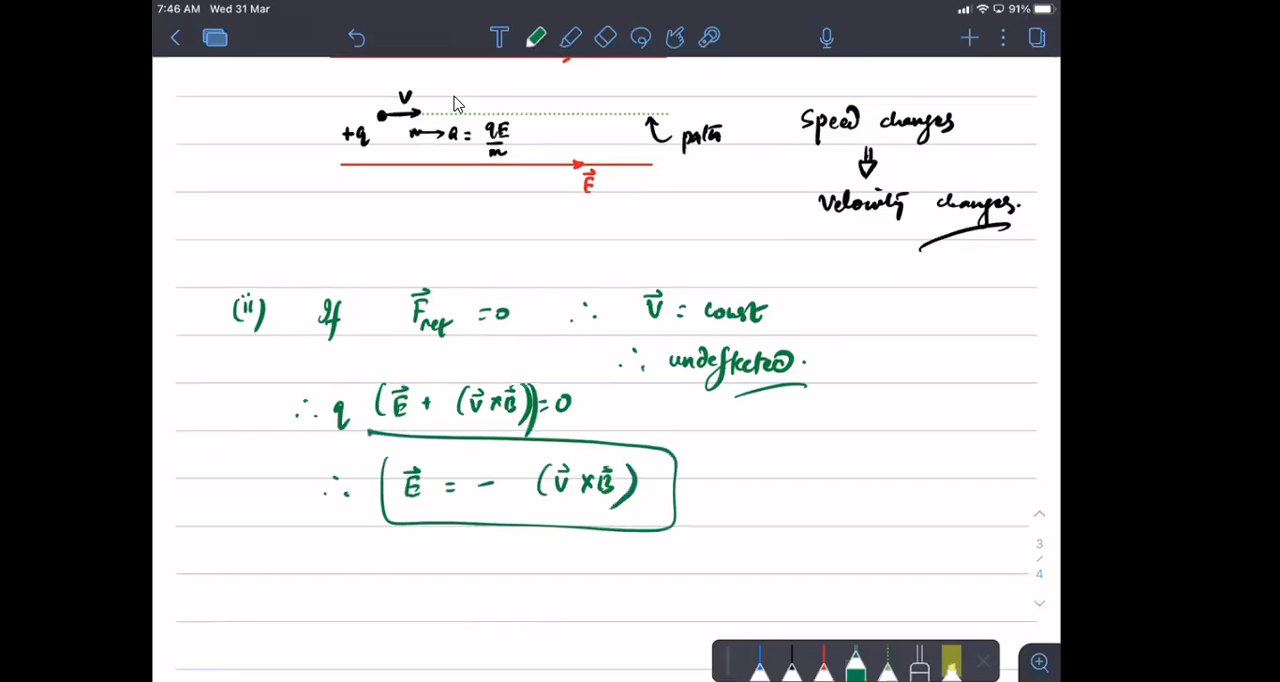 7:46 AM Wed 31 Mar
91%
T
V
+q → a = qE/m
path
E⃗
Speed changes
⇓
Velocity changes.
(ii) If F⃗net = 0 ∴ V⃗ = const
∴ undeflected.
∴ q (E⃗ + (V⃗ × B⃗)) = 0
∴ E⃗ = - (V⃗ × B⃗)
3
/
4